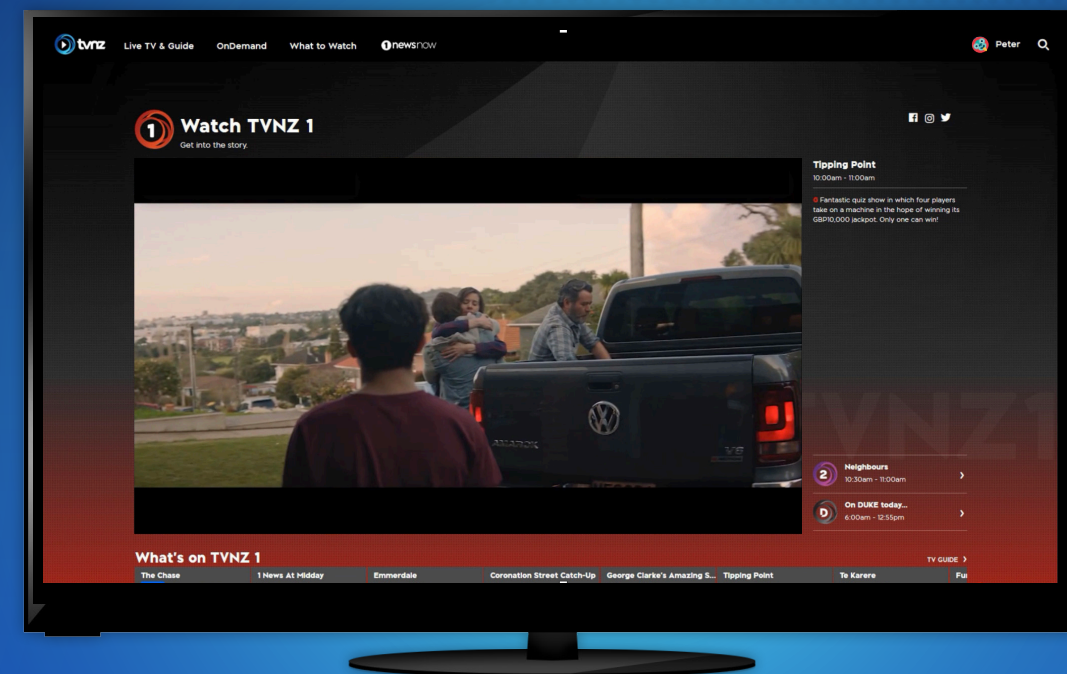 tvnz
Live TV & Guide
OnDemand
What to Watch
1newsnow
Peter
1
Watch TVNZ 1
Get into the story.
Tipping Point
10:00am - 11:00am
G Fantastic quiz show in which four players
take on a machine in the hope of winning its
GBP10,000 jackpot. Only one can win!
AMAROK
V6
TVNZ1
2
Neighbours
10:30am - 11:00am
D
On DUKE today...
6:00am - 12:55pm
What's on TVNZ 1
TV GUIDE
The Chase
1 News At Midday
Emmerdale
Coronation Street Catch-Up
George Clarke's Amazing S...
Tipping Point
Te Karere